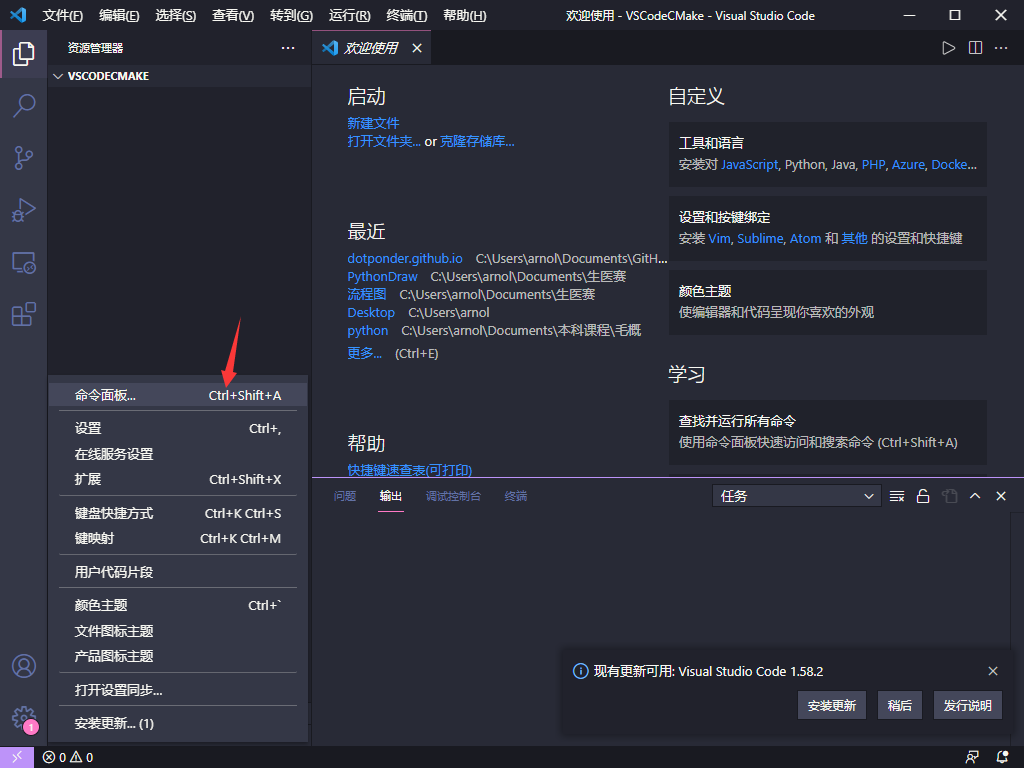 文件(F) 编辑(E) 选择(S) 查看(V) 转到(G) 运行(R) 终端(T) 帮助(H) 欢迎使用 - VSCodeCMake - Visual Studio Code
资源管理器
VSCODECMAKE
欢迎使用
启动
新建文件
打开文件夹... or 克隆存储库...
最近
dotponder.github.io C:\Users\arnol\Documents\GitH...
PythonDraw C:\Users\arnol\Documents\生医赛
流程图 C:\Users\arnol\Documents\生医赛
Desktop C:\Users\arnol
python C:\Users\arnol\Documents\本科课程\毛概
更多... (Ctrl+E)
帮助
快捷键速查表(可打印)
自定义
工具和语言
安装对 JavaScript, Python, Java, PHP, Azure, Docke...
设置和按键绑定
安装 Vim, Sublime, Atom 和 其他 的设置和快捷键
颜色主题
使编辑器和代码呈现你喜欢的外观
学习
查找并运行所有命令
使用命令面板快速访问和搜索命令 (Ctrl+Shift+A)
命令面板... Ctrl+Shift+A
设置 Ctrl+,
在线服务设置
扩展 Ctrl+Shift+X
键盘快捷方式 Ctrl+K Ctrl+S
键映射 Ctrl+K Ctrl+M
用户代码片段
颜色主题 Ctrl+`
文件图标主题
产品图标主题
打开设置同步...
安装更新... (1)
问题 输出 调试控制台 终端 任务
现有更新可用: Visual Studio Code 1.58.2
安装更新 稍后 发行说明
1
0 0